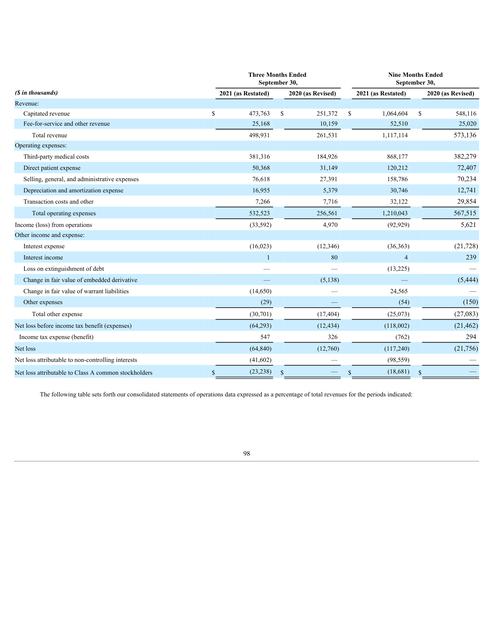 Three Months Ended September 30, Nine Months Ended September 30,
($ in thousands) 2021 (as Restated) 2020 (as Revised) 2021 (as Restated) 2020 (as Revised)
Revenue:
Capitated revenue $ 473,763 $ 251,372 $ 1,064,604 $ 548,116
Fee-for-service and other revenue 25,168 10,159 52,510 25,020
Total revenue 498,931 261,531 1,117,114 573,136
Operating expenses:
Third-party medical costs 381,316 184,926 868,177 382,279
Direct patient expense 50,368 31,149 120,212 72,407
Selling, general, and administrative expenses 76,618 27,391 158,786 70,234
Depreciation and amortization expense 16,955 5,379 30,746 12,741
Transaction costs and other 7,266 7,716 32,122 29,854
Total operating expenses 532,523 256,561 1,210,043 567,515
Income (loss) from operations (33,592) 4,970 (92,929) 5,621
Other income and expense:
Interest expense (16,023) (12,346) (36,363) (21,728)
Interest income 1 80 4 239
Loss on extinguishment of debt — — (13,225) —
Change in fair value of embedded derivative — (5,138) — (5,444)
Change in fair value of warrant liabilities (14,650) — 24,565 —
Other expenses (29) — (54) (150)
Total other expense (30,701) (17,404) (25,073) (27,083)
Net loss before income tax benefit (expenses) (64,293) (12,434) (118,002) (21,462)
Income tax expense (benefit) 547 326 (762) 294
Net loss (64,840) (12,760) (117,240) (21,756)
Net loss attributable to non-controlling interests (41,602) — (98,559) —
Net loss attributable to Class A common stockholders $ (23,238) $ — $ (18,681) $ —
The following table sets forth our consolidated statements of operations data expressed as a percentage of total revenues for the periods indicated:
98